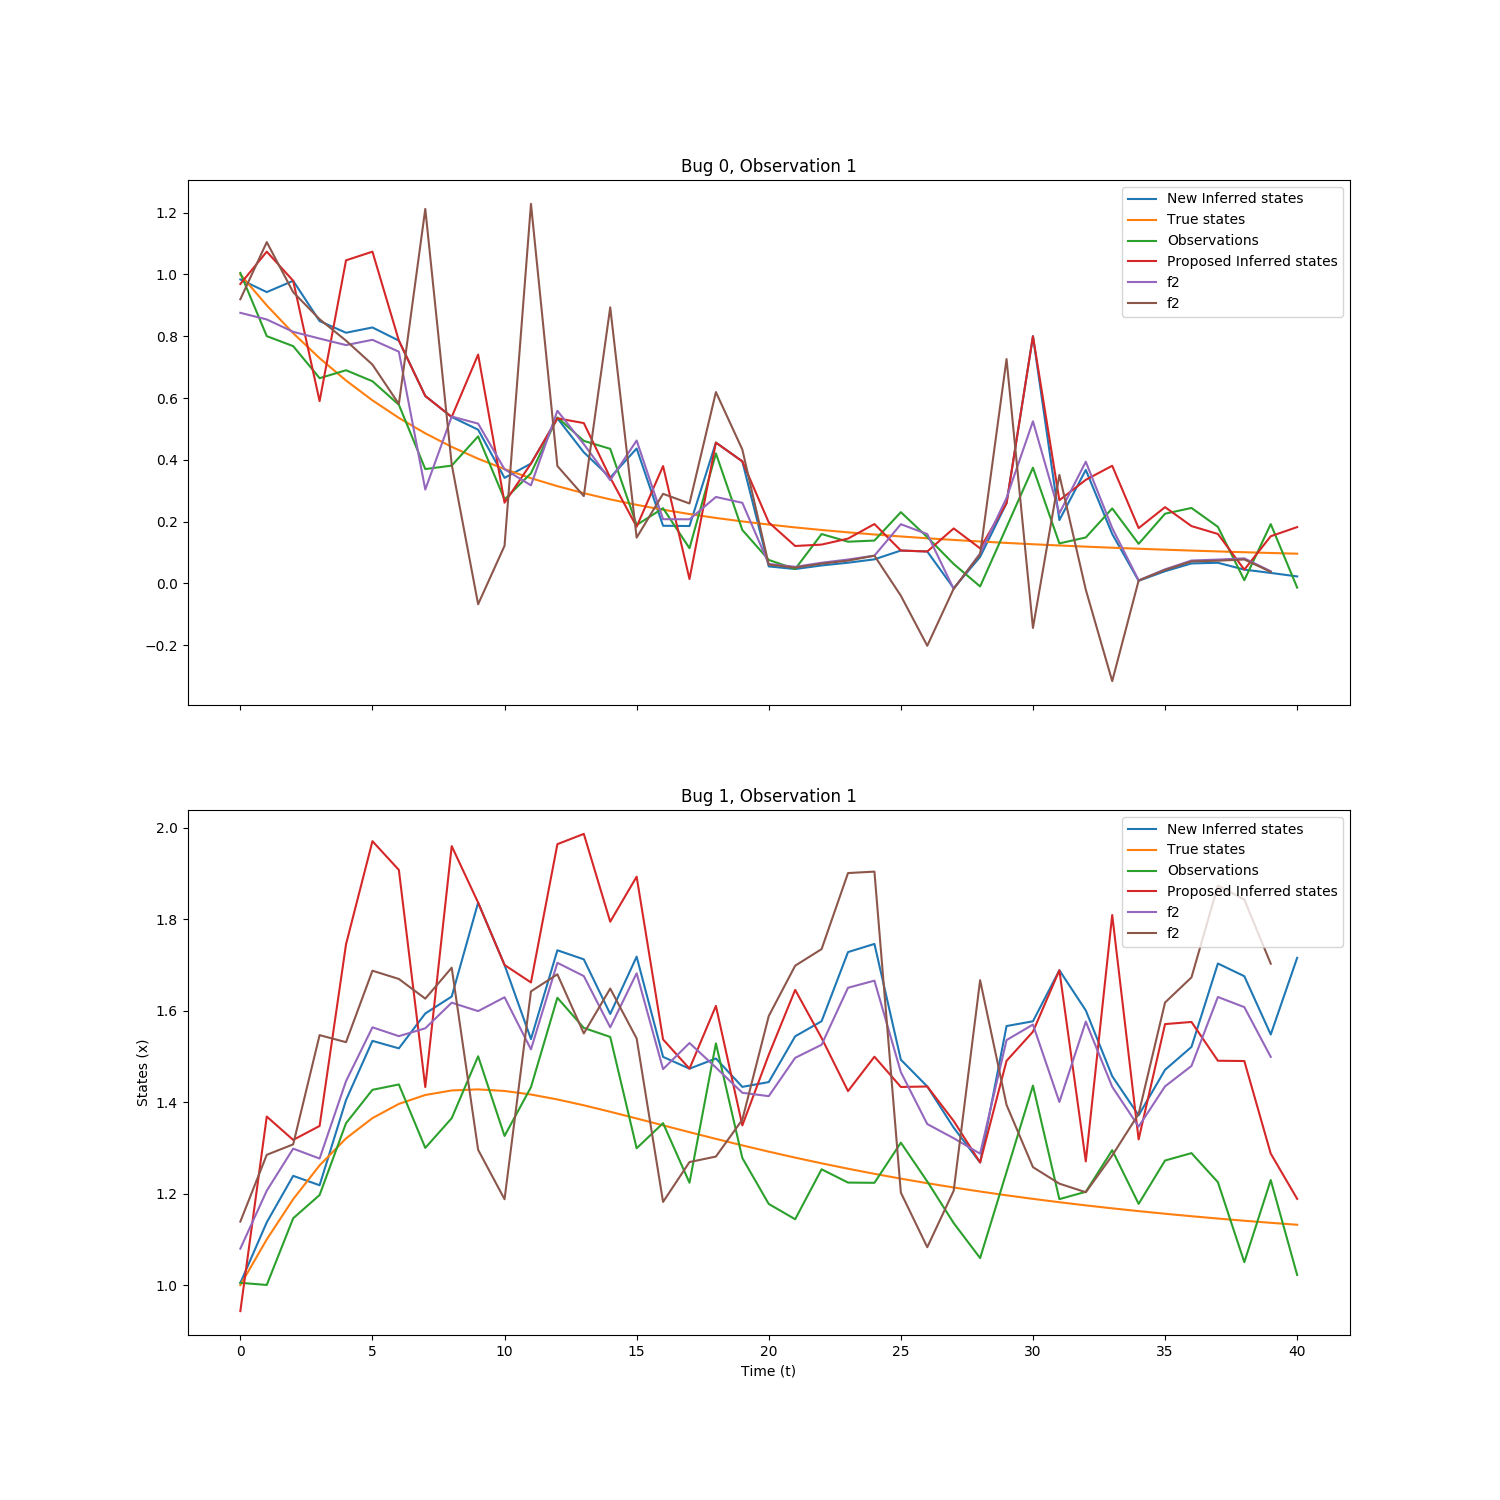 Bug 0, Observation 1
1.2
1.0
0.8
0.6
0.4
0.2
0.0
−0.2
New Inferred states
True states
Observations
Proposed Inferred states
f2
f2
Bug 1, Observation 1
2.0
1.8
1.6
1.4
1.2
1.0
States (x)
New Inferred states
True states
Observations
Proposed Inferred states
f2
f2
0 5 10 15 20 25 30 35 40
Time (t)